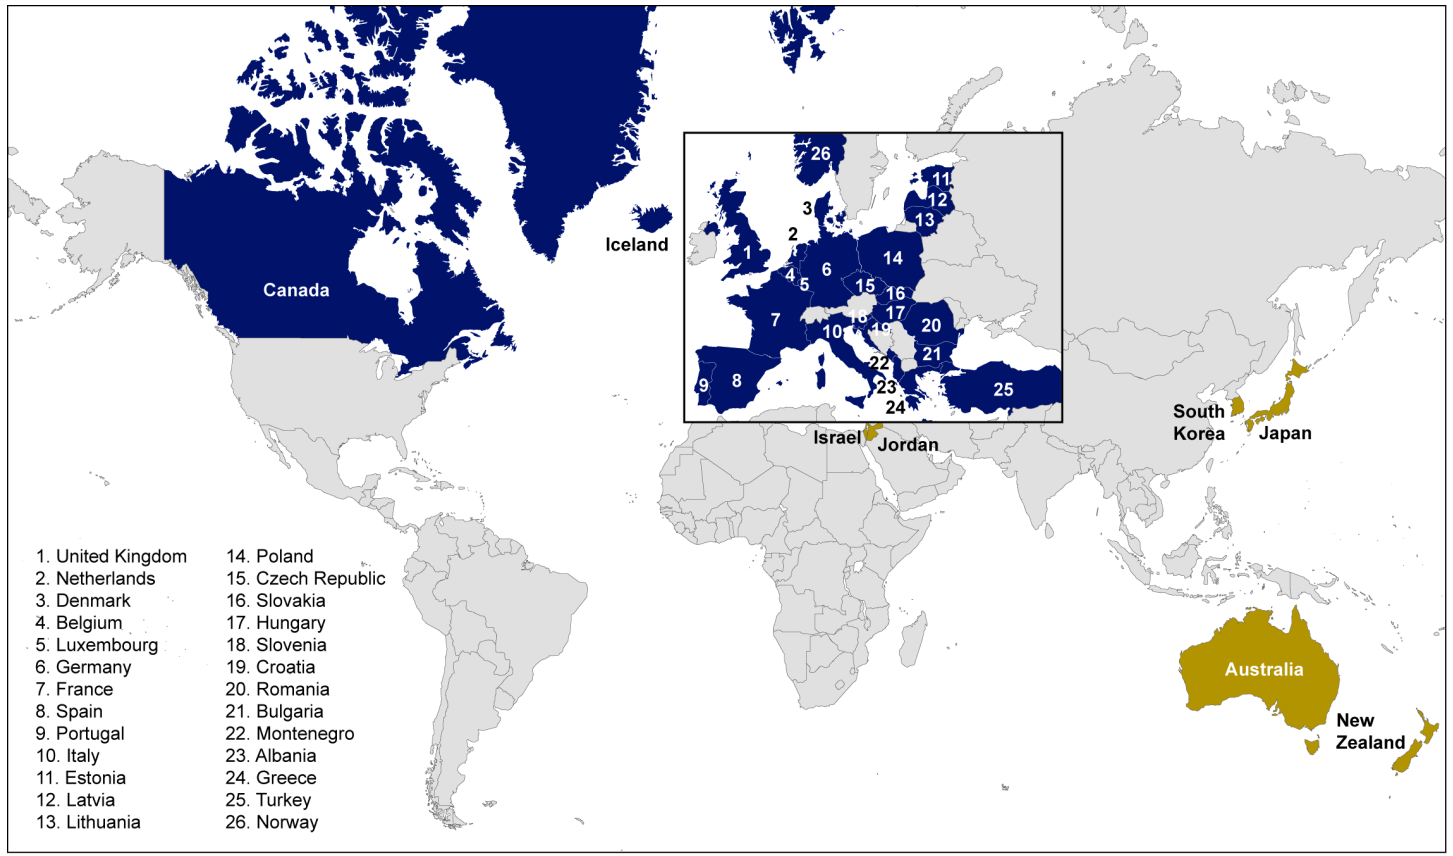 26
11
3
12
13
Iceland
2
1
14
4
6
5
15
16
Canada
17
18
7
10
19
20
21
22
9
8
23
25
24
South
Korea
Japan
Israel
Jordan
1. United Kingdom
2. Netherlands
3. Denmark
4. Belgium
5. Luxembourg
6. Germany
7. France
8. Spain
9. Portugal
10. Italy
11. Estonia
12. Latvia
13. Lithuania
14. Poland
15. Czech Republic
16. Slovakia
17. Hungary
18. Slovenia
19. Croatia
20. Romania
21. Bulgaria
22. Montenegro
23. Albania
24. Greece
25. Turkey
26. Norway
Australia
New
Zealand